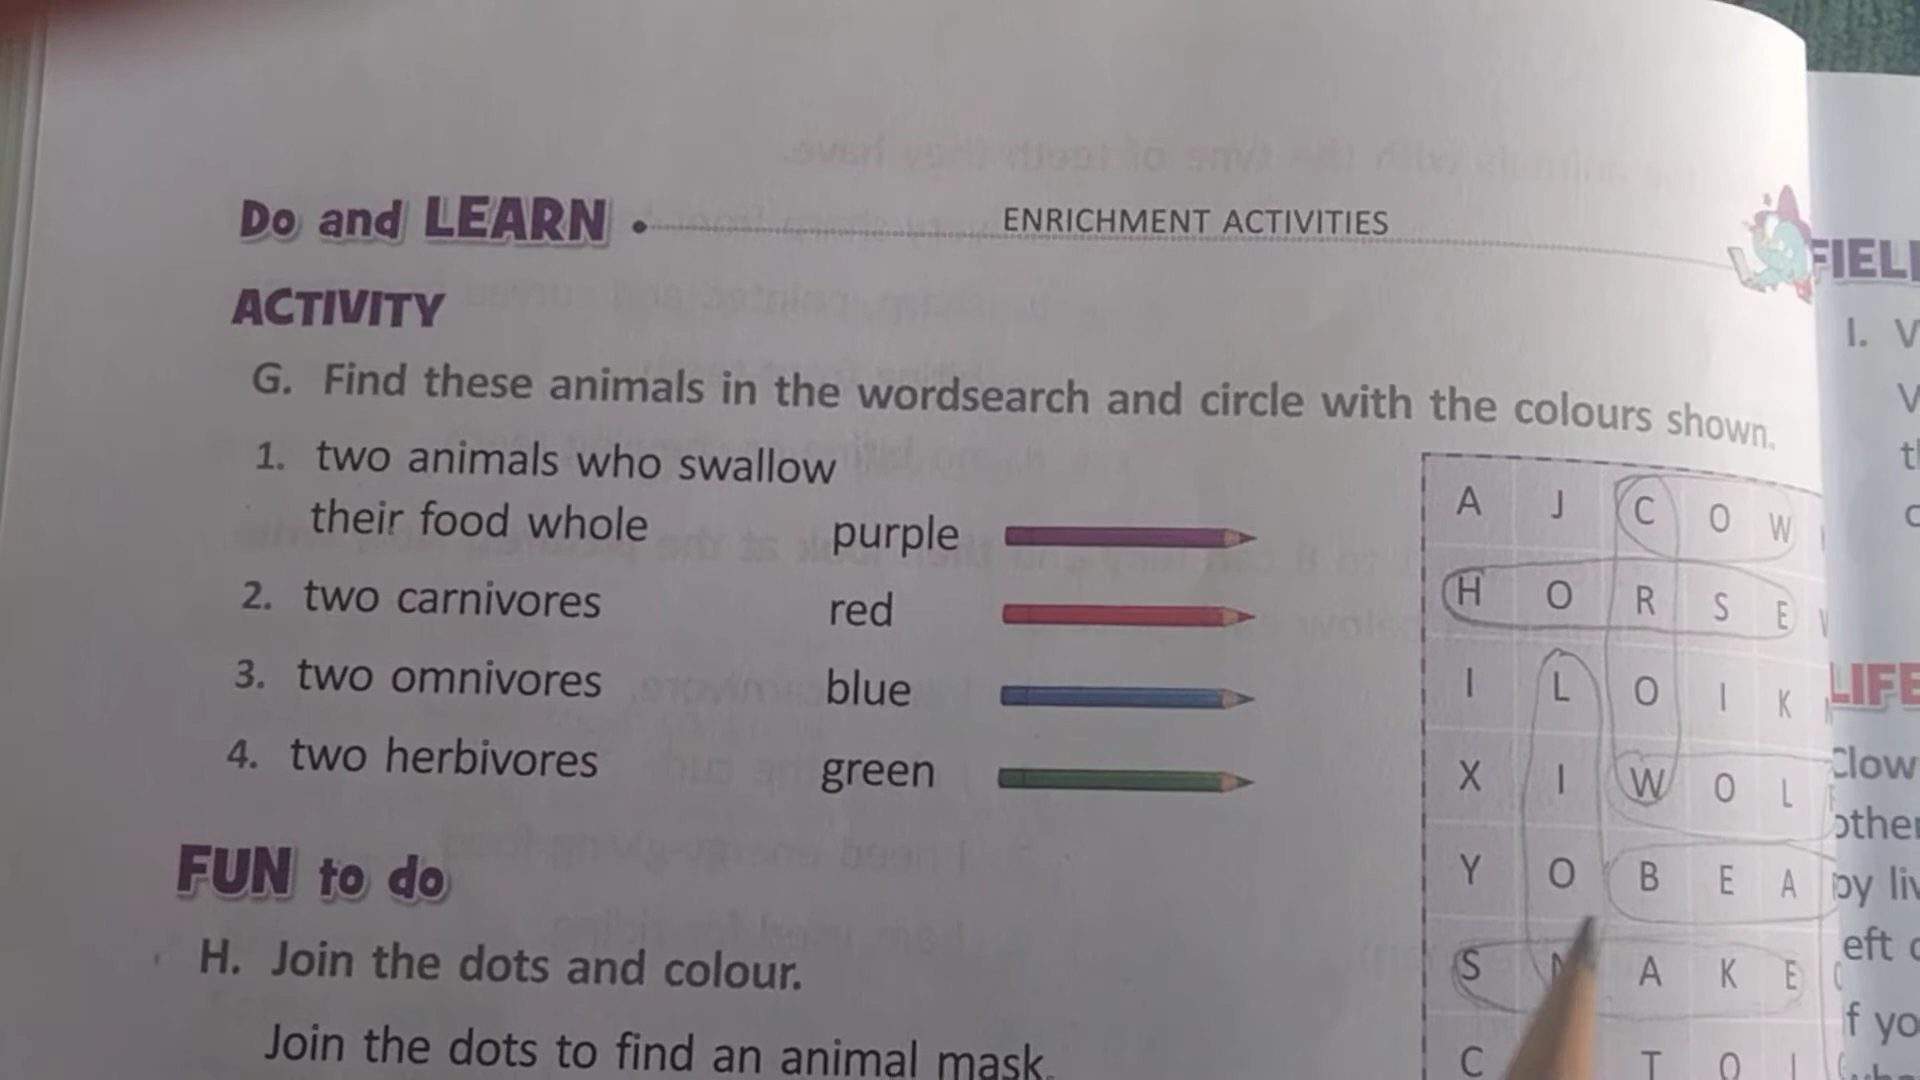 Do and LEARN
ENRICHMENT ACTIVITIES
ACTIVITY
G. Find these animals in the wordsearch and circle with the colours shown.
1. two animals who swallow
their food whole purple
2. two carnivores red
3. two omnivores blue
4. two herbivores green
A J C O W
H O R S E
I L O I K
X I W O L F
Y O B E A
S N A K E
C T O
FUN to do
H. Join the dots and colour.
Join the dots to find an animal mask.
I. V
LIFE
by